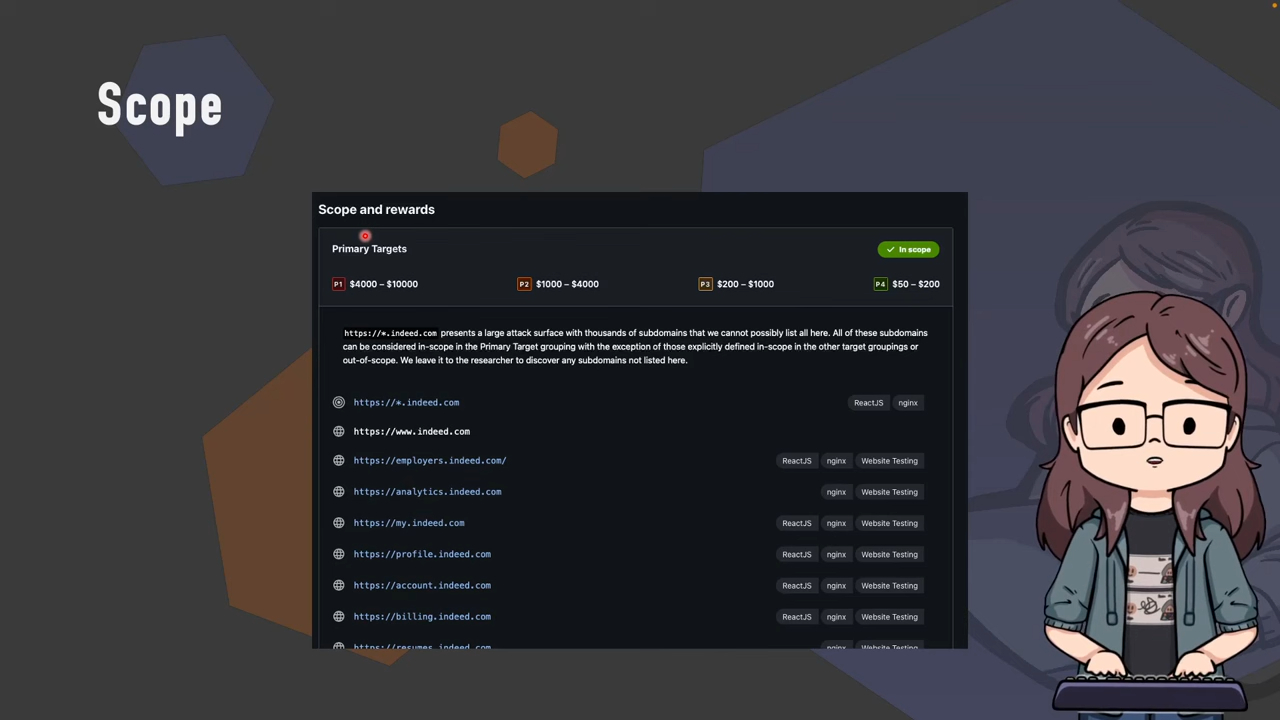 Scope
Scope and rewards
Primary Targets
In scope
P1 $4000 – $10000
P2 $1000 – $4000
P3 $200 – $1000
P4 $50 – $200
https://*.indeed.com presents a large attack surface with thousands of subdomains that we cannot possibly list all here. All of these subdomains
can be considered in-scope in the Primary Target grouping with the exception of those explicitly defined in-scope in the other target groupings or
out-of-scope. We leave it to the researcher to discover any subdomains not listed here.
https://*.indeed.com ReactJS nginx
https://www.indeed.com
https://employers.indeed.com/ ReactJS nginx Website Testing
https://analytics.indeed.com nginx Website Testing
https://my.indeed.com ReactJS nginx Website Testing
https://profile.indeed.com ReactJS nginx Website Testing
https://account.indeed.com ReactJS nginx Website Testing
https://billing.indeed.com ReactJS nginx Website Testing
https://resumes.indeed.com nginx Website Testing